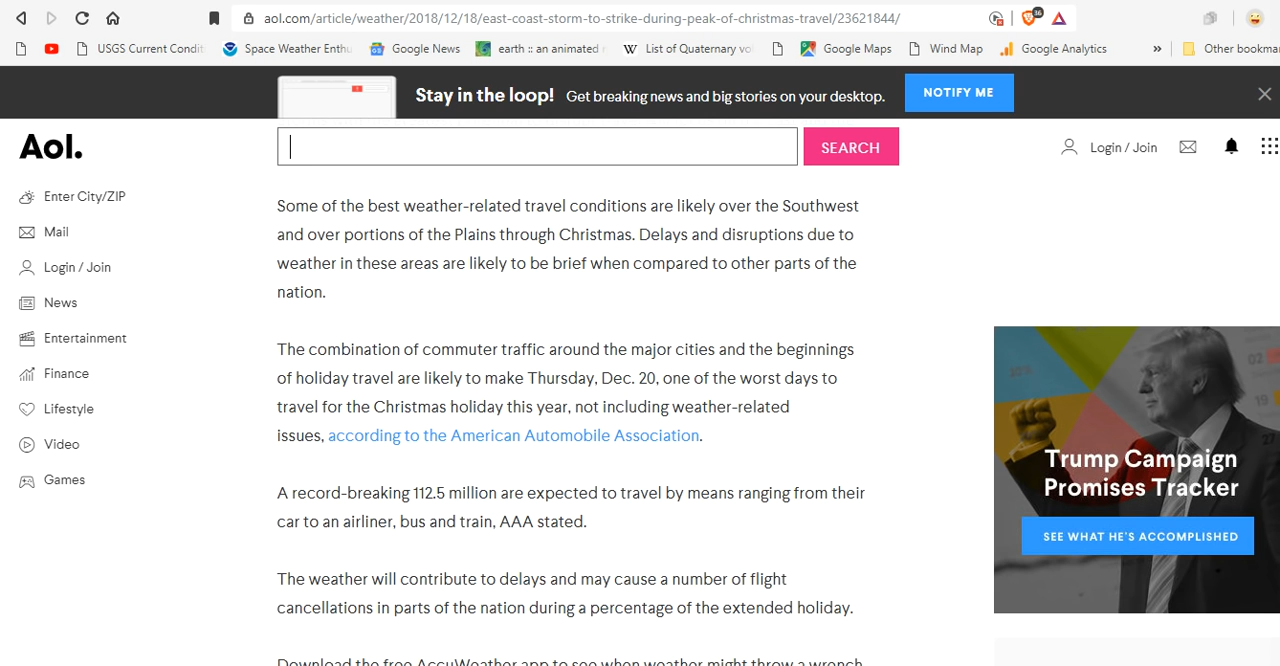 aol.com/article/weather/2018/12/18/east-coast-storm-to-strike-during-peak-of-christmas-travel/23621844/
36
USGS Current Condit
Space Weather Enthu
Google News
earth :: an animated
W List of Quaternary vo
Google Maps
Wind Map
Google Analytics
»
Other bookma
Stay in the loop! Get breaking news and big stories on your desktop.
NOTIFY ME
Aol.
SEARCH
Login / Join
Enter City/ZIP
Mail
Login / Join
News
Entertainment
Finance
Lifestyle
Video
Games
Some of the best weather-related travel conditions are likely over the Southwest
and over portions of the Plains through Christmas. Delays and disruptions due to
weather in these areas are likely to be brief when compared to other parts of the
nation.
The combination of commuter traffic around the major cities and the beginnings
of holiday travel are likely to make Thursday, Dec. 20, one of the worst days to
travel for the Christmas holiday this year, not including weather-related
issues, according to the American Automobile Association.
A record-breaking 112.5 million are expected to travel by means ranging from their
car to an airliner, bus and train, AAA stated.
The weather will contribute to delays and may cause a number of flight
cancellations in parts of the nation during a percentage of the extended holiday.
Download the free AccuWeather app to see when weather might throw a wrench
02
19
27
Trump Campaign
Promises Tracker
SEE WHAT HE'S ACCOMPLISHED